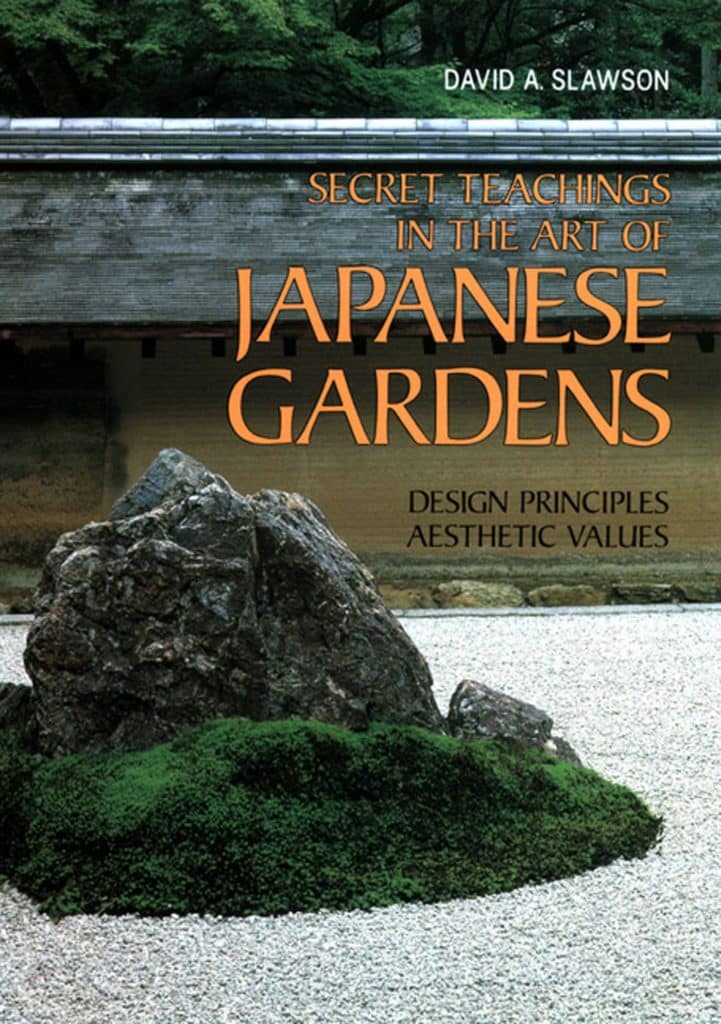 DAVID A. SLAWSON
SECRET TEACHINGS
IN THE ART OF
JAPANESE
GARDENS
DESIGN PRINCIPLES
AESTHETIC VALUES